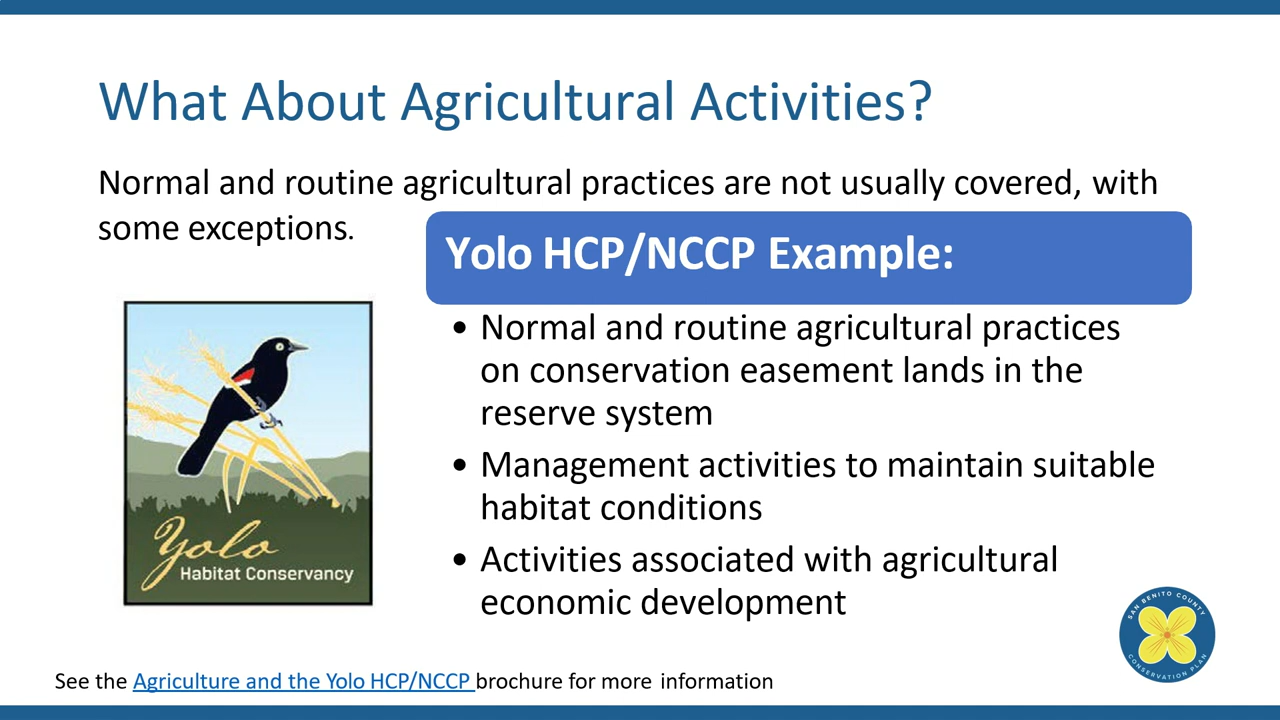 What About Agricultural Activities?
Normal and routine agricultural practices are not usually covered, with
some exceptions.
Yolo HCP/NCCP Example:
• Normal and routine agricultural practices
on conservation easement lands in the
reserve system
• Management activities to maintain suitable
habitat conditions
• Activities associated with agricultural
economic development
Yolo
Habitat Conservancy
SAN BENITO COUNTY
CONSERVATION PLAN
See the Agriculture and the Yolo HCP/NCCP brochure for more information